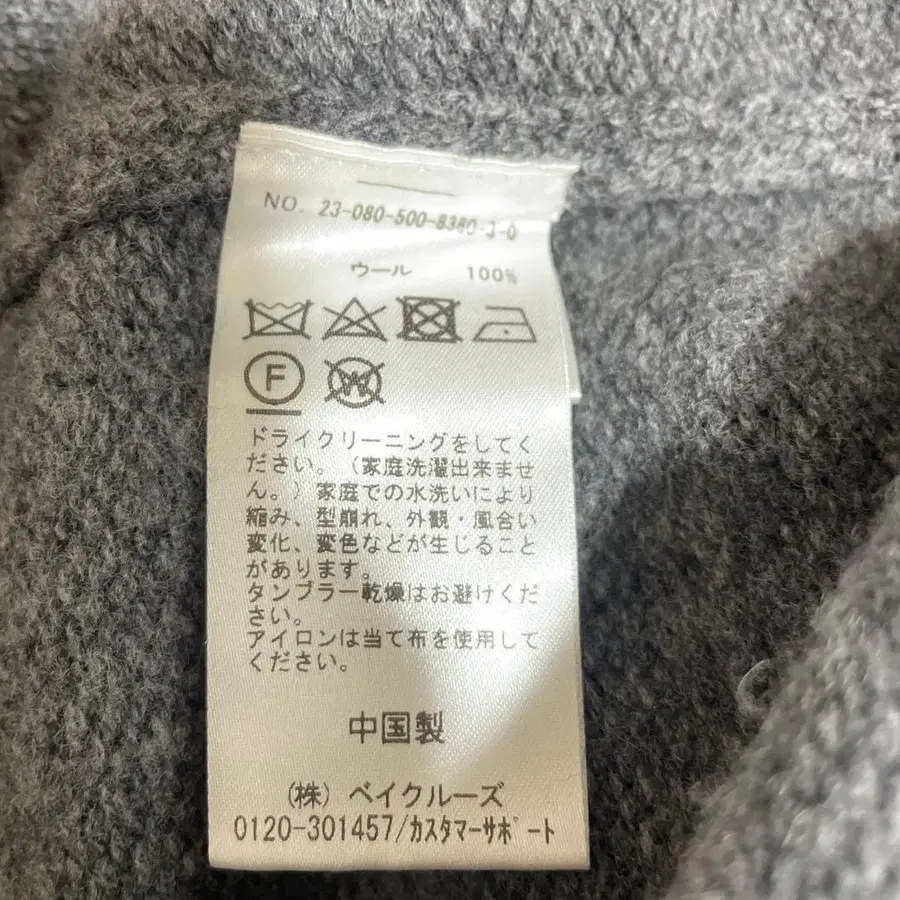 NO. 23-080-500-8380-3-0
ウール 100%
F
W
ドライクリーニングをしてく
ださい。（家庭洗濯出来ませ
ん。）家庭での水洗いにより
縮み、型崩れ、外観・風合い
変化、変色などが生じること
があります。
タンブラー乾燥はお避けくだ
さい。
アイロンは当て布を使用して
ください。
中国製
（株）ベイクルーズ
0120-301457/ｶｽﾀﾏｰｻﾎﾟｰﾄ